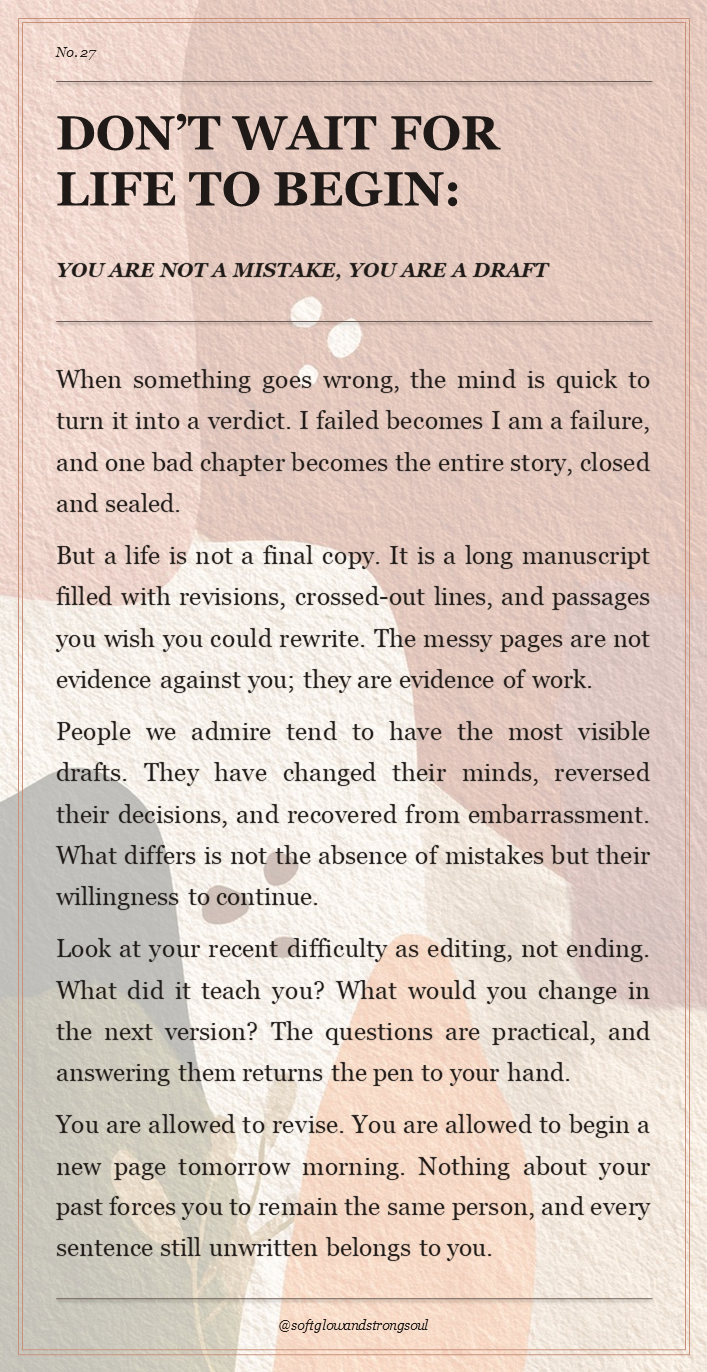 No. 27
DON’T WAIT FOR
LIFE TO BEGIN:
YOU ARE NOT A MISTAKE, YOU ARE A DRAFT
When something goes wrong, the mind is quick to
turn it into a verdict. I failed becomes I am a failure,
and one bad chapter becomes the entire story, closed
and sealed.
But a life is not a final copy. It is a long manuscript
filled with revisions, crossed-out lines, and passages
you wish you could rewrite. The messy pages are not
evidence against you; they are evidence of work.
People we admire tend to have the most visible
drafts. They have changed their minds, reversed
their decisions, and recovered from embarrassment.
What differs is not the absence of mistakes but their
willingness to continue.
Look at your recent difficulty as editing, not ending.
What did it teach you? What would you change in
the next version? The questions are practical, and
answering them returns the pen to your hand.
You are allowed to revise. You are allowed to begin a
new page tomorrow morning. Nothing about your
past forces you to remain the same person, and every
sentence still unwritten belongs to you.
@softglowandstrongsoul